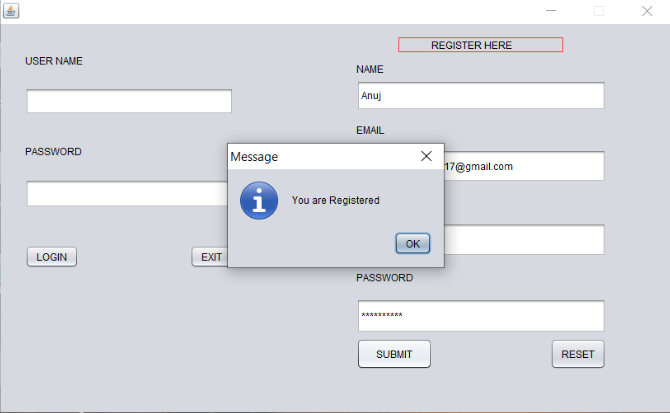 REGISTER HERE
USER NAME
NAME
Anuj
EMAIL
17@gmail.com
PASSWORD
Message
You are Registered
OK
LOGIN
EXIT
PASSWORD
**********
SUBMIT
RESET